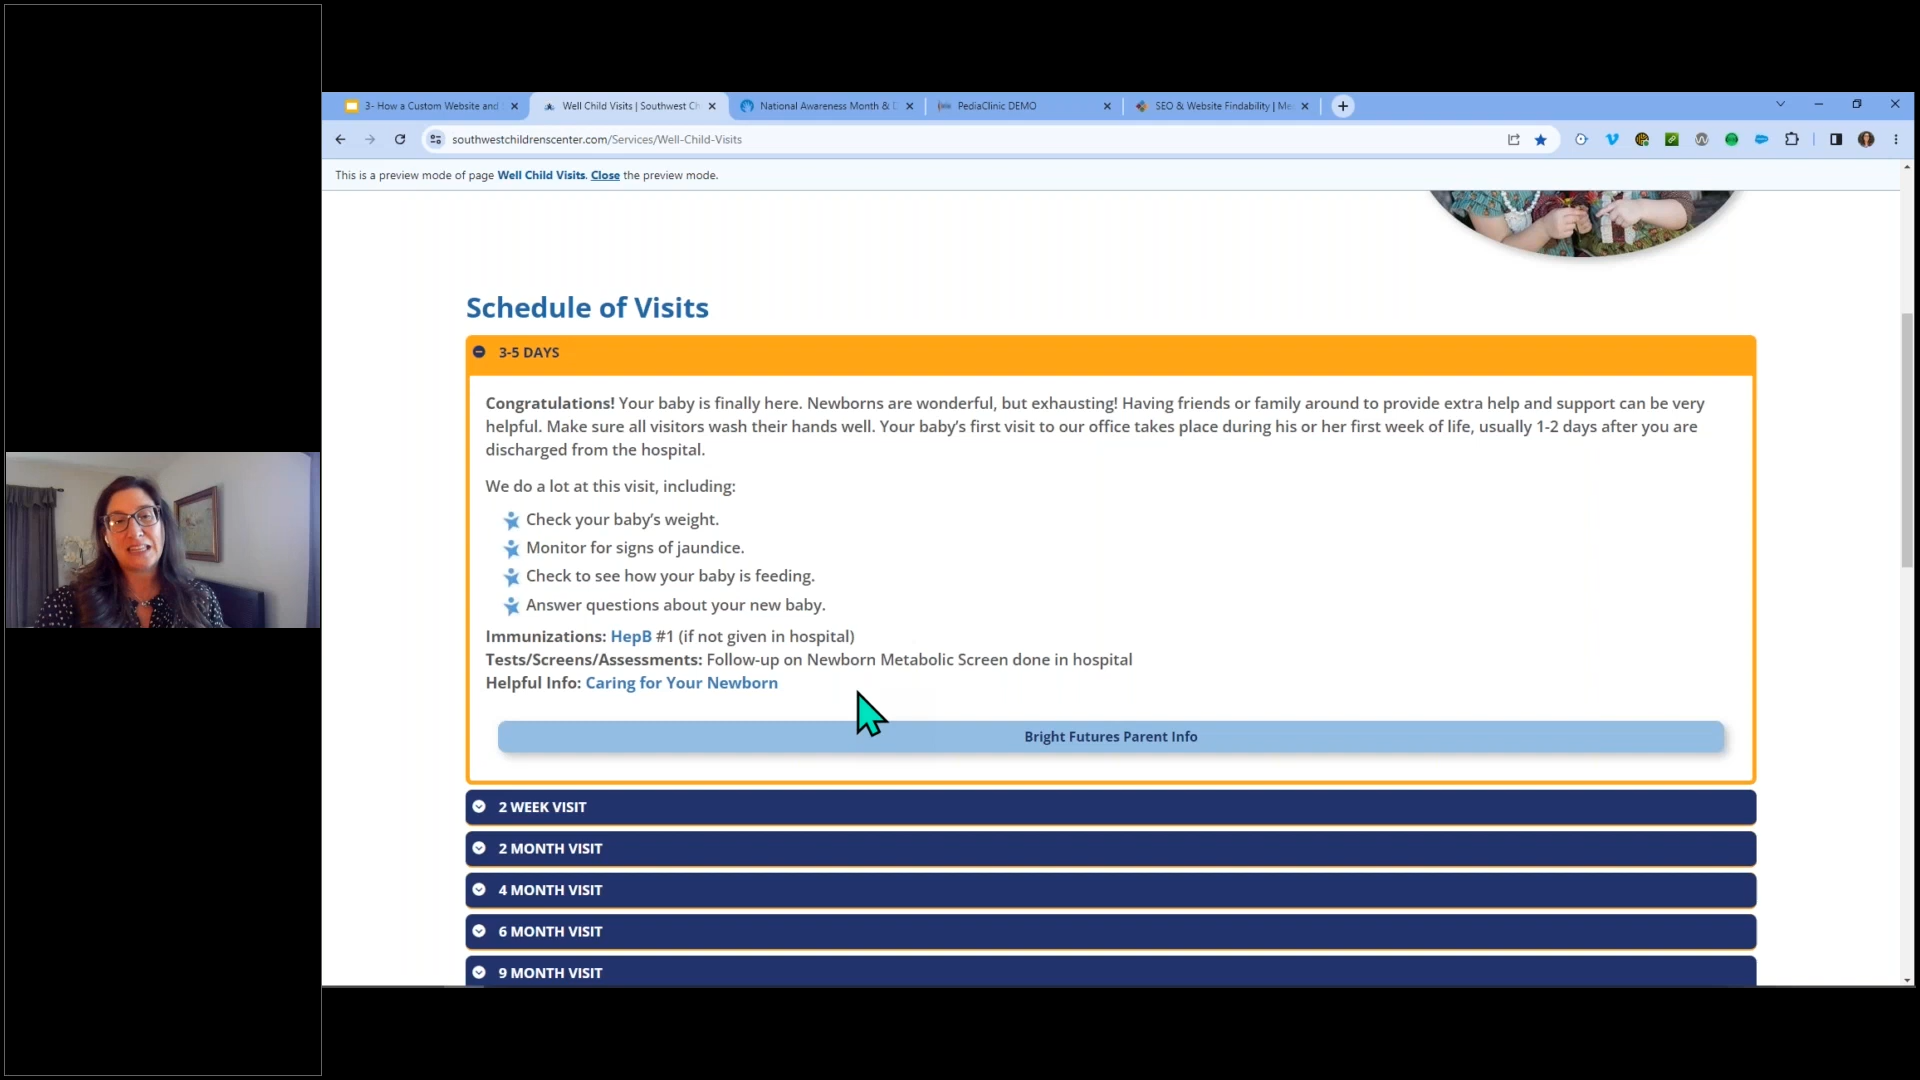 3- How a Custom Website and
Well Child Visits | Southwest Ch
National Awareness Month &
PediaClinic DEMO
SEO & Website Findability | Me
southwestchildrenscenter.com/Services/Well-Child-Visits
This is a preview mode of page Well Child Visits. Close the preview mode.
Schedule of Visits
3-5 DAYS
Congratulations! Your baby is finally here. Newborns are wonderful, but exhausting! Having friends or family around to provide extra help and support can be very
helpful. Make sure all visitors wash their hands well. Your baby’s first visit to our office takes place during his or her first week of life, usually 1-2 days after you are
discharged from the hospital.
We do a lot at this visit, including:
Check your baby’s weight.
Monitor for signs of jaundice.
Check to see how your baby is feeding.
Answer questions about your new baby.
Immunizations: HepB #1 (if not given in hospital)
Tests/Screens/Assessments: Follow-up on Newborn Metabolic Screen done in hospital
Helpful Info: Caring for Your Newborn
Bright Futures Parent Info
2 WEEK VISIT
2 MONTH VISIT
4 MONTH VISIT
6 MONTH VISIT
9 MONTH VISIT